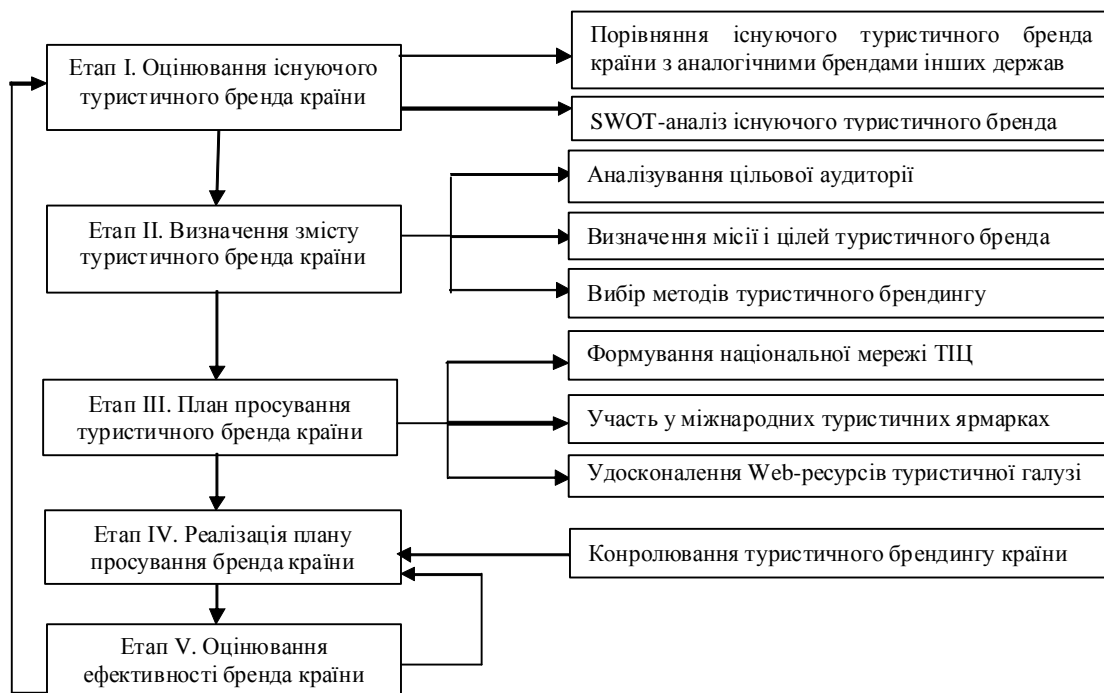 Етап I. Оцінювання існуючого
туристичного бренда країни
Порівняння існуючого туристичного бренда
країни з аналогічними брендами інших держав
SWOT-аналіз існуючого туристичного бренда
Етап II. Визначення змісту
туристичного бренда країни
Аналізування цільової аудиторії
Визначення місії і цілей туристичного бренда
Вибір методів туристичного брендингу
Етап III. План просування
туристичного бренда країни
Формування національної мережі ТІЦ
Участь у міжнародних туристичних ярмарках
Удосконалення Web-ресурсів туристичної галузі
Етап IV. Реалізація плану
просування бренда країни
Конролювання туристичного брендингу країни
Етап V. Оцінювання
ефективності бренда країни